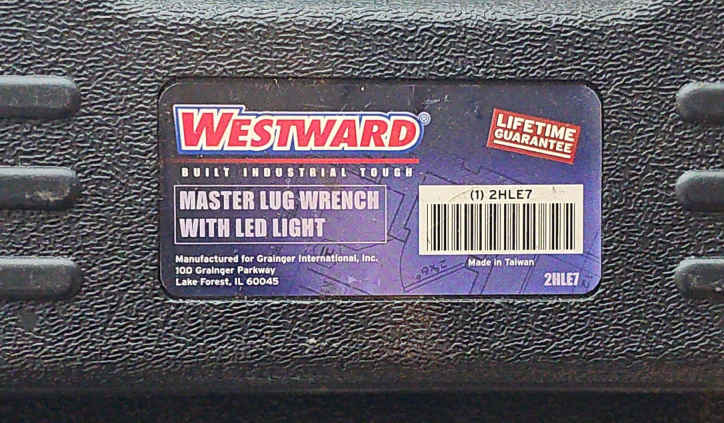 WESTWARD®
BUILT INDUSTRIAL TOUGH
LIFETIME
GUARANTEE
MASTER LUG WRENCH
WITH LED LIGHT
Manufactured for Grainger International, Inc.
100 Grainger Parkway
Lake Forest, IL 60045
(1) 2HLE7
Made in Taiwan
2HLE7